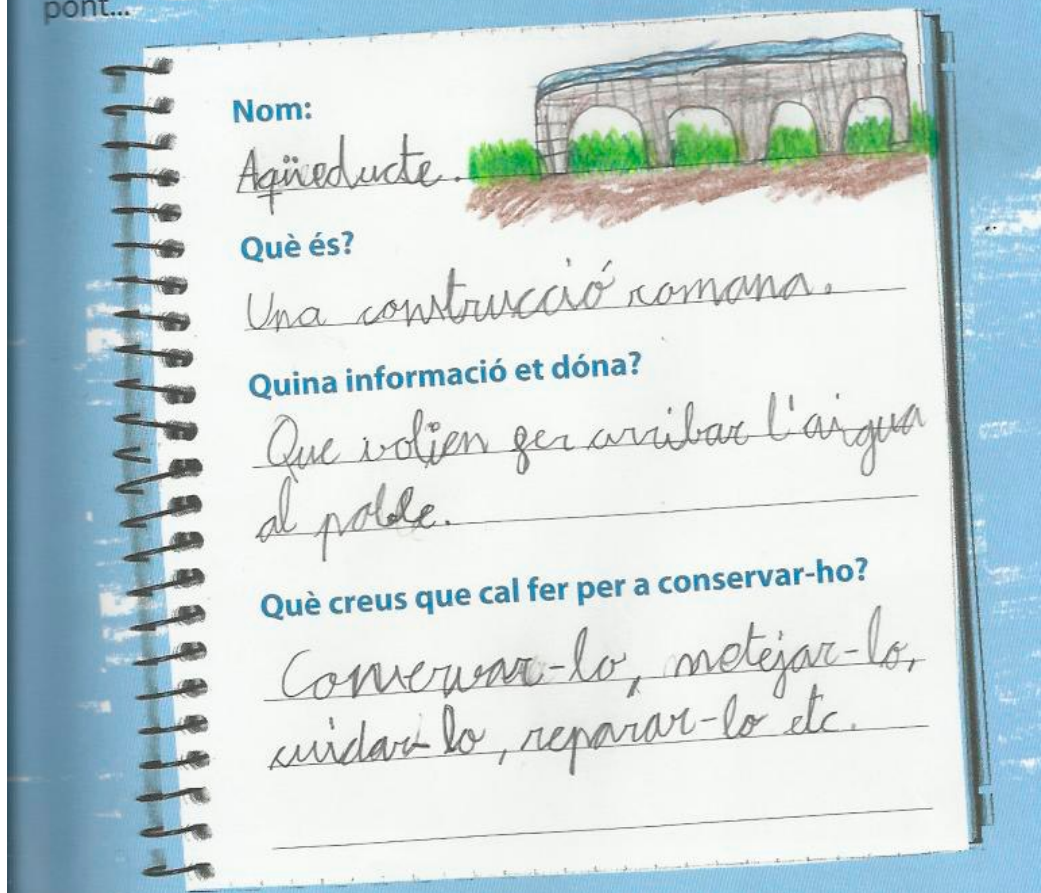 pont...
Nom:
Aqüeducte.
Què és?
Una construcció romana.
Quina informació et dóna?
Que volien fer arribar l'aigua
al poble.
Què creus que cal fer per a conservar-ho?
Conservar-lo, netejar-lo,
cuidar-lo, reparar-lo etc.